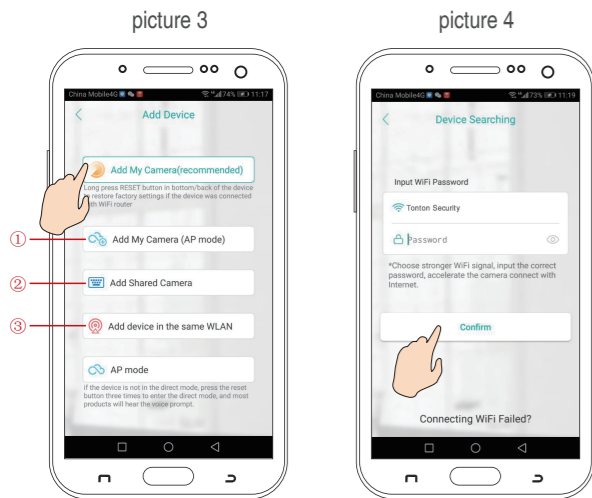 picture 3
China Mobile4G 74% 11:17
Add Device
Add My Camera(recommended)
Long press RESET button in bottom/back of the device
restore factory settings if the device was connected
with WiFi router
① Add My Camera (AP mode)
② Add Shared Camera
③ Add device in the same WLAN
AP mode
If the device is not in the direct mode, press the reset
button three times to enter the direct mode, and most
products will hear the voice prompt.
picture 4
China Mobile4G 73% 11:19
Device Searching
Input WiFi Password
Tonton Security
Password
*Choose stronger WiFi signal, input the correct
password, accelerate the camera connect with
Internet.
Confirm
Connecting WiFi Failed?